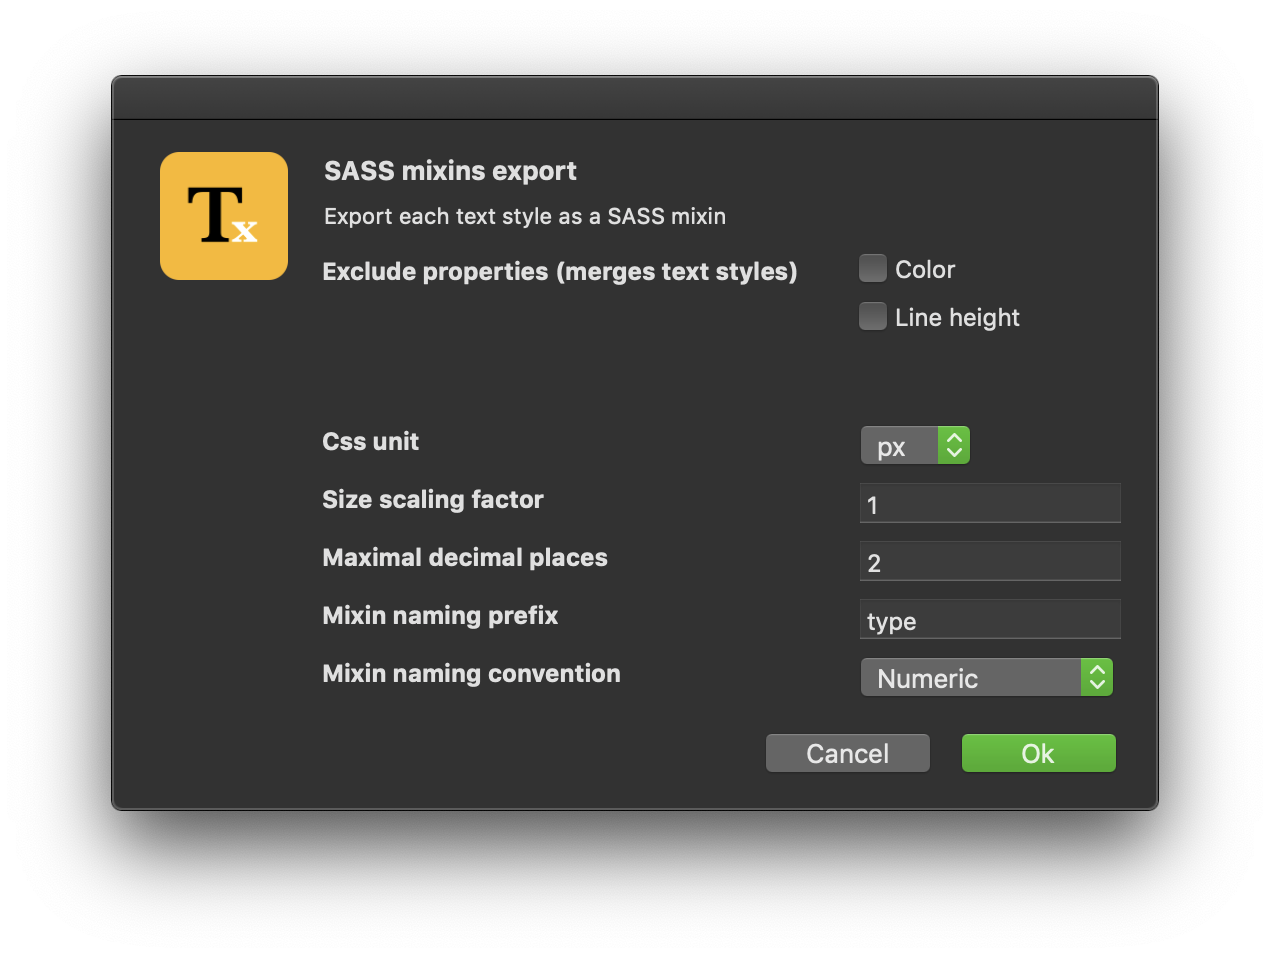 Tx
SASS mixins export
Export each text style as a SASS mixin
Exclude properties (merges text styles)
Color
Line height
Css unit
px
Size scaling factor
1
Maximal decimal places
2
Mixin naming prefix
type
Mixin naming convention
Numeric
Cancel
Ok